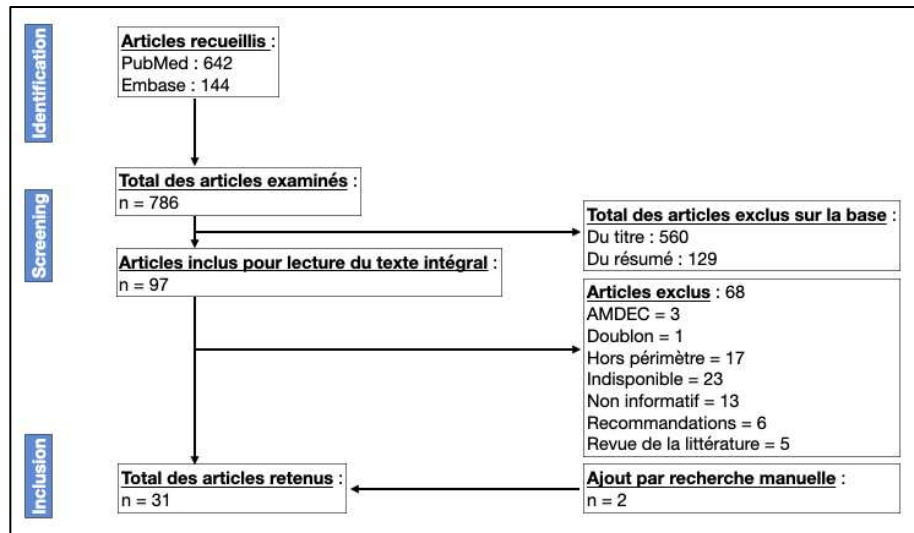 Identification
Articles recueillis :
PubMed : 642
Embase : 144
Screening
Total des articles examinés :
n = 786
Total des articles exclus sur la base :
Du titre : 560
Du résumé : 129
Articles inclus pour lecture du texte intégral :
n = 97
Articles exclus : 68
AMDEC = 3
Doublon = 1
Hors périmètre = 17
Indisponible = 23
Non informatif = 13
Recommandations = 6
Revue de la littérature = 5
Inclusion
Total des articles retenus :
n = 31
Ajout par recherche manuelle :
n = 2